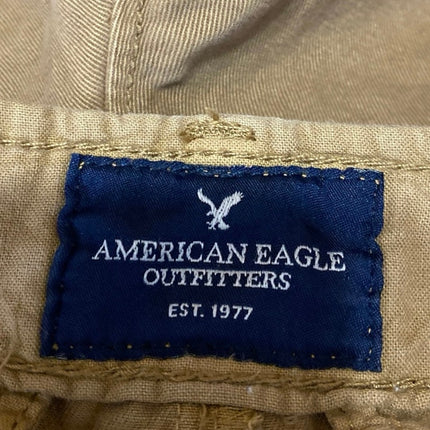 AMERICAN EAGLE
OUTFITTERS
EST. 1977